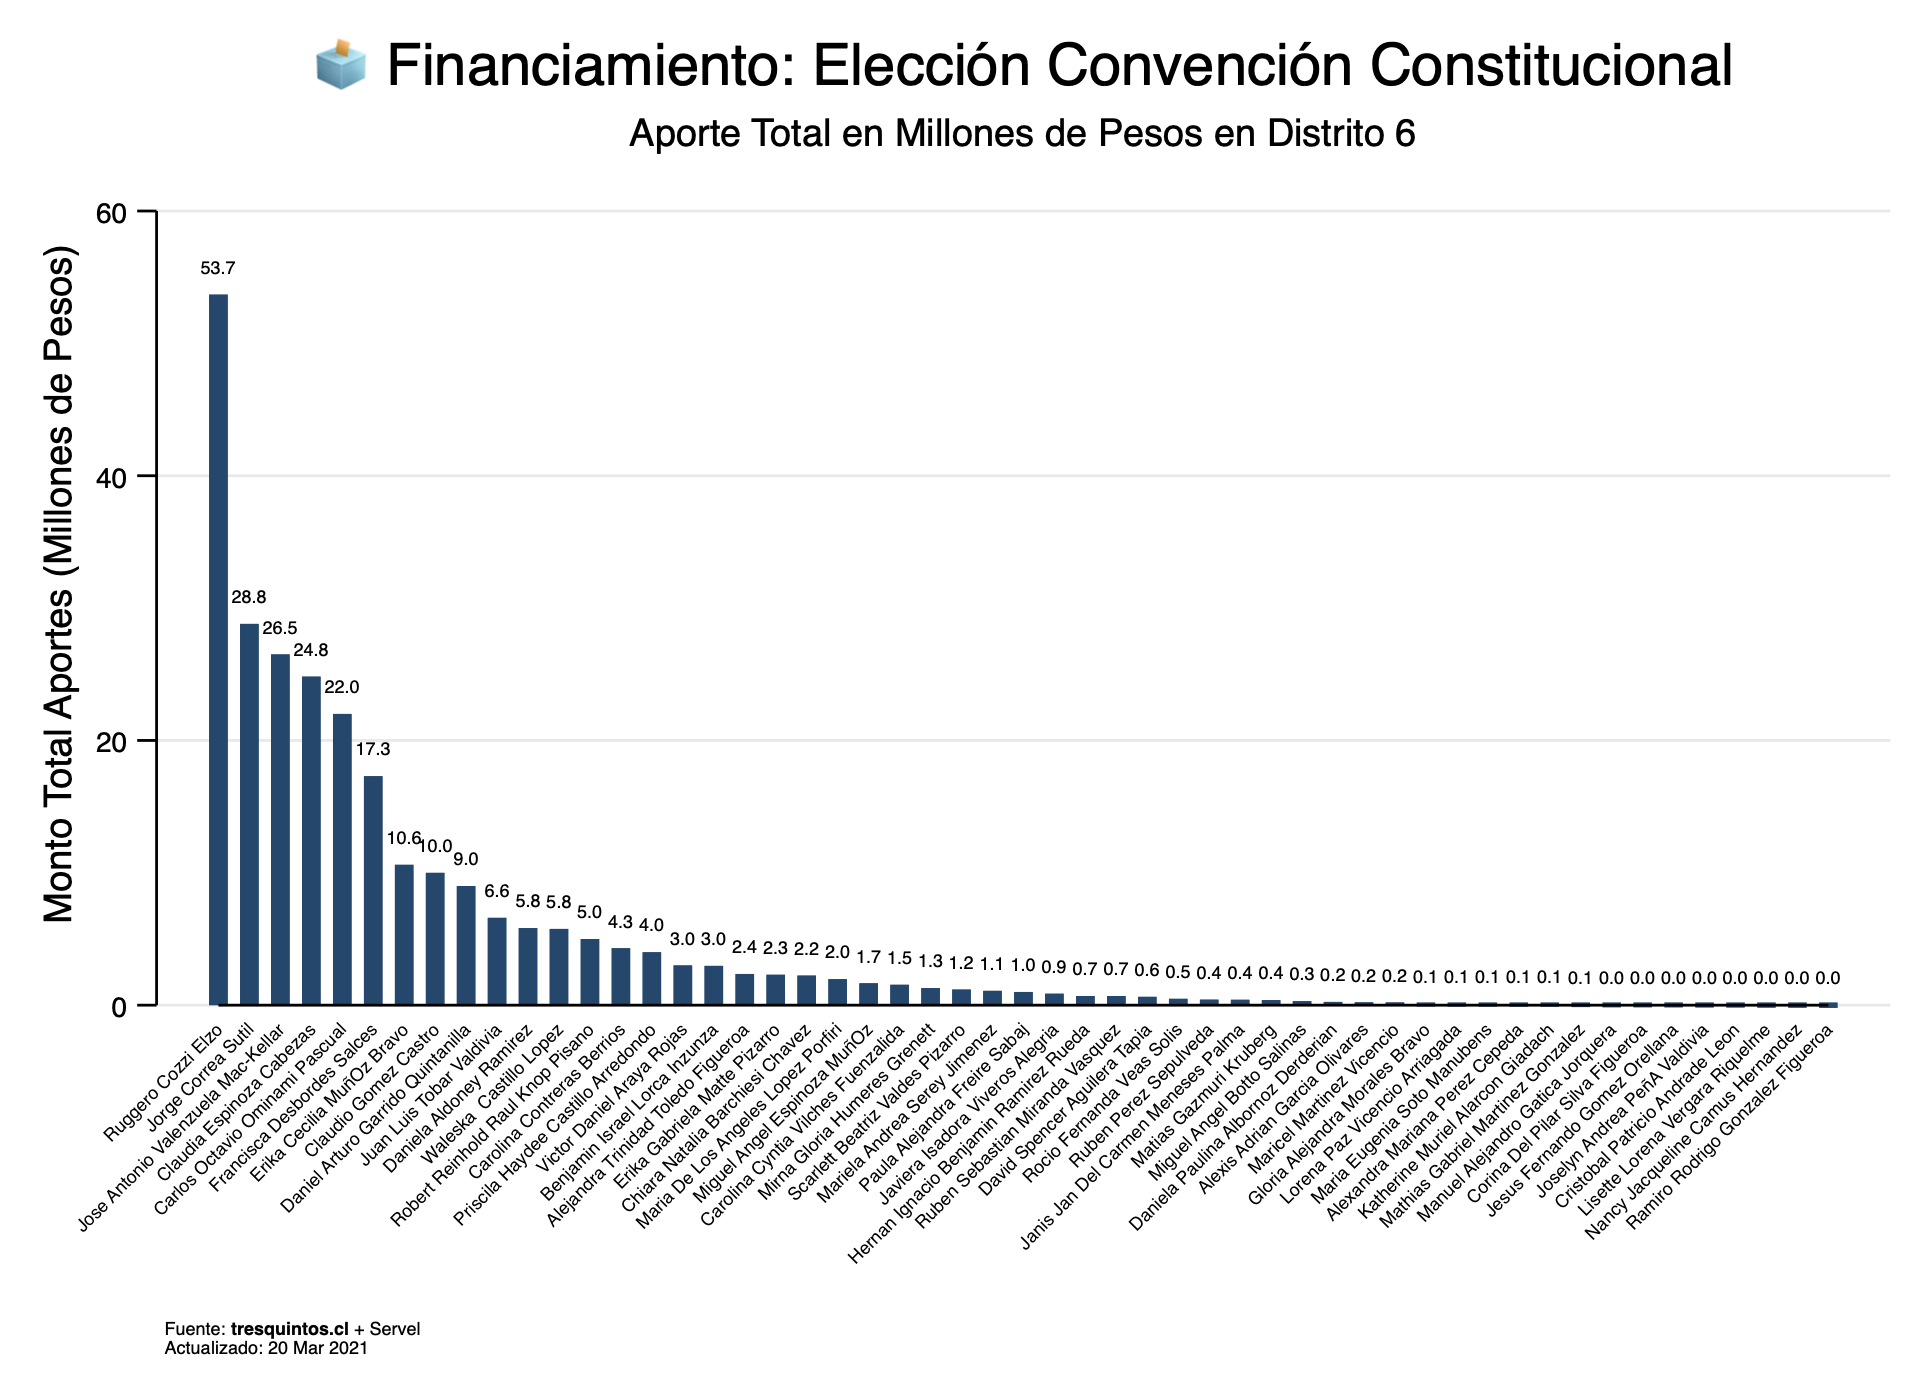 Financiamiento: Elección Convención Constitucional
Aporte Total en Millones de Pesos en Distrito 6
Monto Total Aportes (Millones de Pesos)
60
40
20
0
53.7
28.8
26.5
24.8
22.0
17.3
10.6
10.0
9.0
6.6
5.8
5.8
5.0
4.3
4.0
3.0
3.0
2.4
2.3
2.2
2.0
1.7
1.5
1.3
1.2
1.1
1.0
0.9
0.7
0.7
0.6
0.5
0.4
0.4
0.4
0.3
0.2
0.2
0.2
0.1
0.1
0.1
0.1
0.1
0.1
0.0
0.0
0.0
0.0
0.0
0.0
0.0
0.0
Ruggero Cozzi Elzo
Jorge Correa Sutil
Jose Antonio Valenzuela Mac-Kellar
Claudia Espinoza Cabezas
Carlos Octavio Ominami Pascual
Francisca Desbordes Salces
Erika Cecilia MuñOz Bravo
Claudio Gomez Castro
Daniel Arturo Garrido Quintanilla
Juan Luis Tobar Valdivia
Daniela Aldoney Ramirez
Waleska Castillo Lopez
Robert Reinhold Raul Knop Pisano
Carolina Contreras Berrios
Priscila Haydee Castillo Arredondo
Victor Daniel Araya Rojas
Benjamin Israel Lorca Inzunza
Alejandra Trinidad Toledo Figueroa
Erika Gabriela Matte Pizarro
Chiara Natalia Barchiesi Chavez
Maria De Los Angeles Lopez Porfiri
Miguel Angel Espinoza MuñOz
Carolina Cyntia Vilches Fuenzalida
Mirna Gloria Humeres Grenett
Scarlett Beatriz Valdes Pizarro
Mariela Andrea Serey Jimenez
Paula Alejandra Freire Sabaj
Javiera Isadora Viveros Alegria
Hernan Ignacio Benjamin Ramirez Rueda
Ruben Sebastian Miranda Vasquez
David Spencer Aguilera Tapia
Rocio Fernanda Veas Solis
Ruben Perez Sepulveda
Janis Jan Del Carmen Meneses Palma
Matias Gazmuri Kruberg
Miguel Angel Botto Salinas
Daniela Paulina Albornoz Derderian
Alexis Adrian Garcia Olivares
Maricel Martinez Vicencio
Gloria Alejandra Morales Bravo
Lorena Paz Vicencio Arriagada
Maria Eugenia Soto Manubens
Alexandra Mariana Perez Cepeda
Katherine Muriel Alarcon Giadach
Mathias Gabriel Martinez Gonzalez
Manuel Alejandro Gatica Jorquera
Corina Del Pilar Silva Figueroa
Jesus Fernando Gomez Orellana
Joselyn Andrea PeñA Valdivia
Cristobal Patricio Andrade Leon
Lisette Lorena Vergara Riquelme
Nancy Jacqueline Camus Hernandez
Ramiro Rodrigo Gonzalez Figueroa
Fuente: tresquintos.cl + Servel
Actualizado: 20 Mar 2021